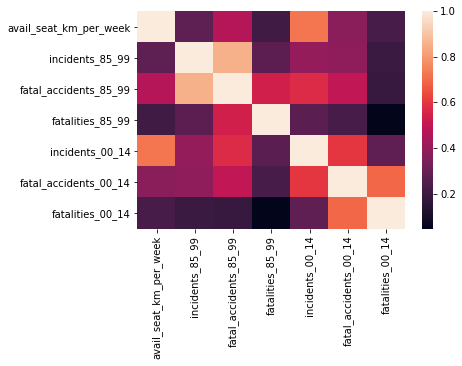 avail_seat_km_per_week
incidents_85_99
fatal_accidents_85_99
fatalities_85_99
incidents_00_14
fatal_accidents_00_14
fatalities_00_14
avail_seat_km_per_week
incidents_85_99
fatal_accidents_85_99
fatalities_85_99
incidents_00_14
fatal_accidents_00_14
fatalities_00_14
1.0
0.8
0.6
0.4
0.2